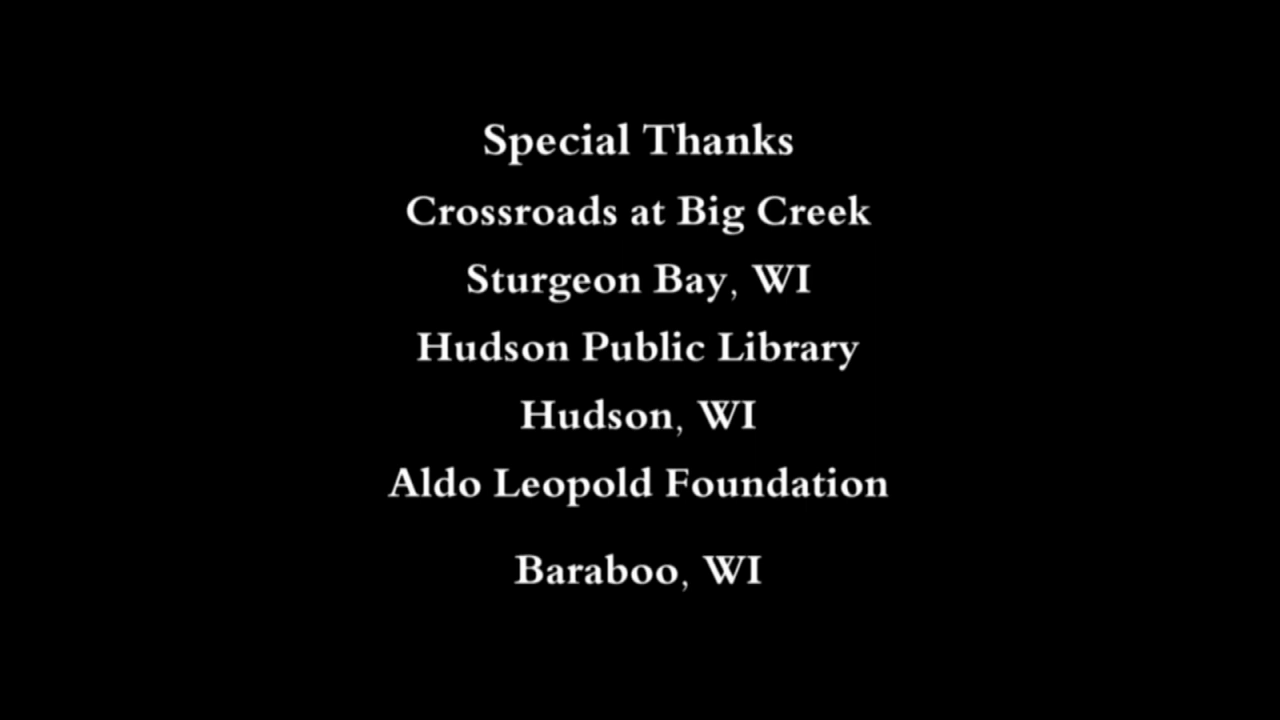 Special Thanks
Crossroads at Big Creek
Sturgeon Bay, WI
Hudson Public Library
Hudson, WI
Aldo Leopold Foundation
Baraboo, WI